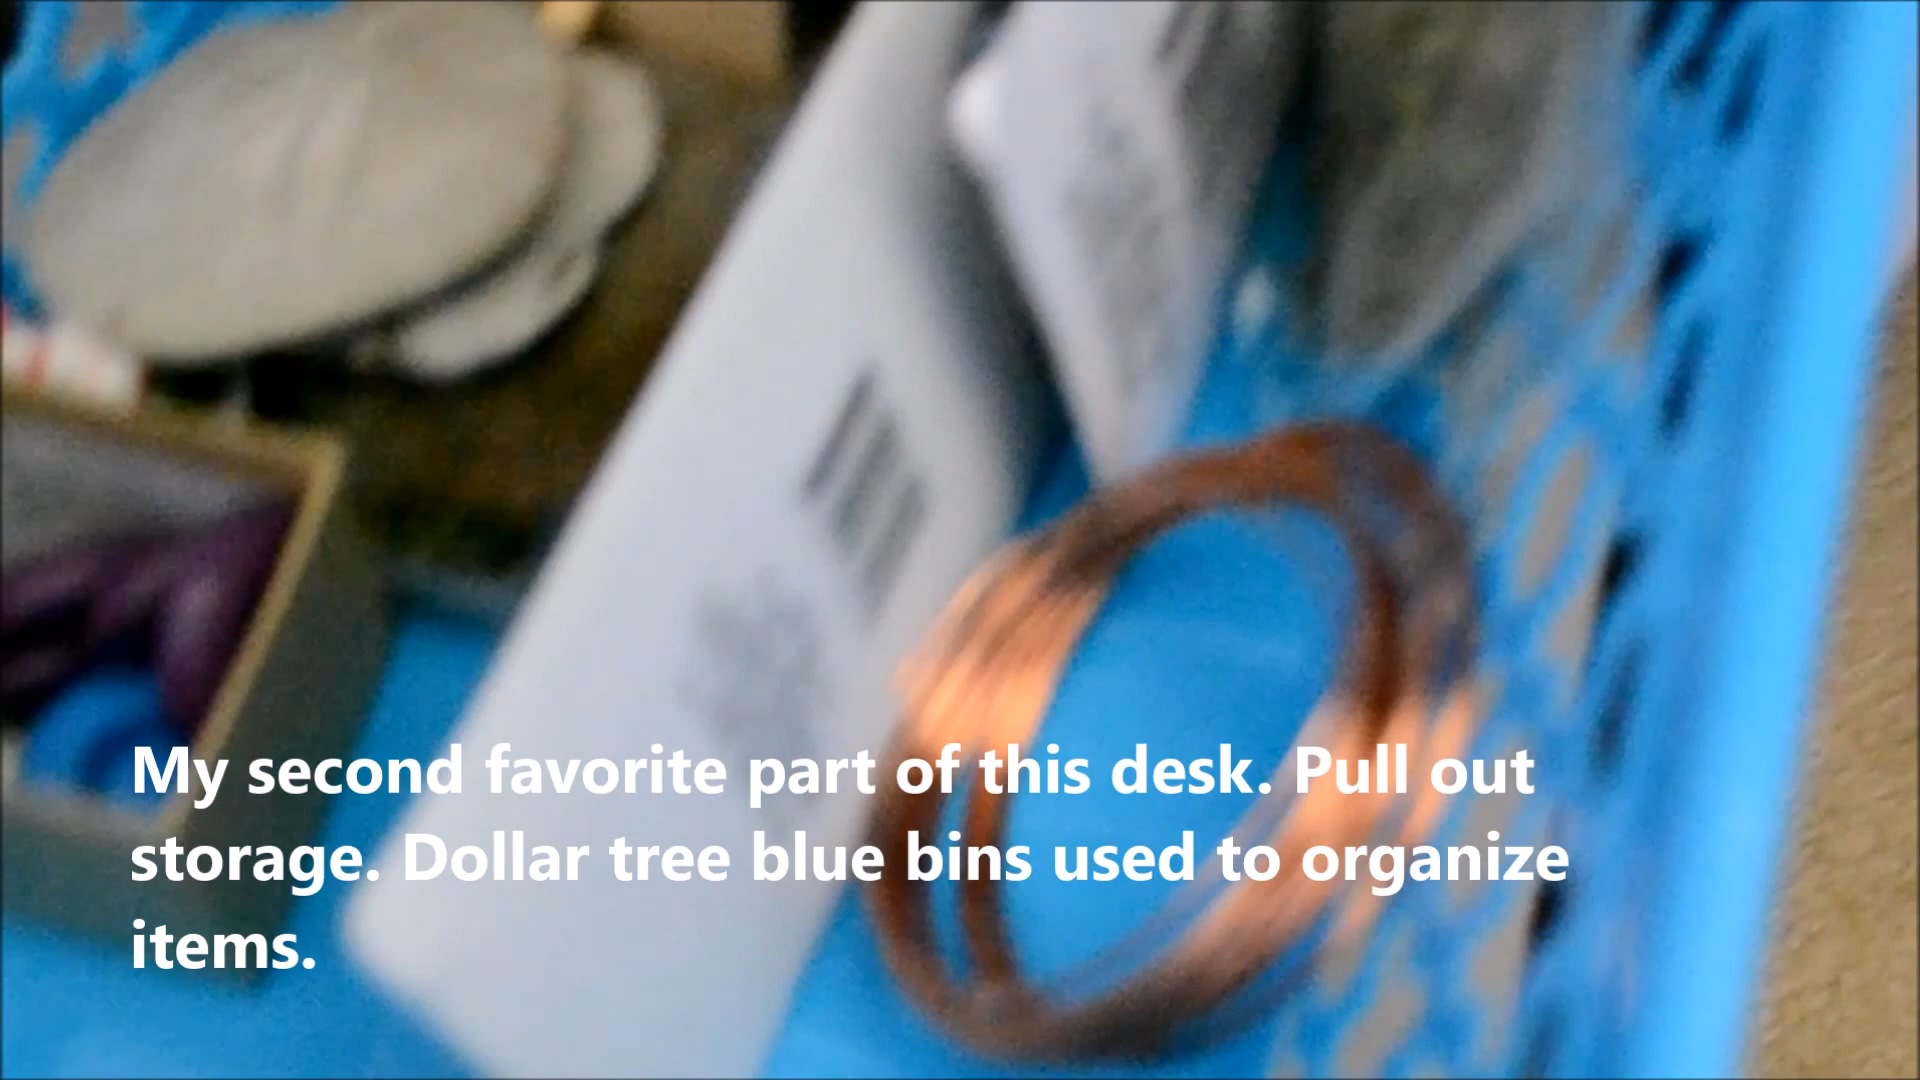 My second favorite part of this desk. Pull out
storage. Dollar tree blue bins used to organize
items.